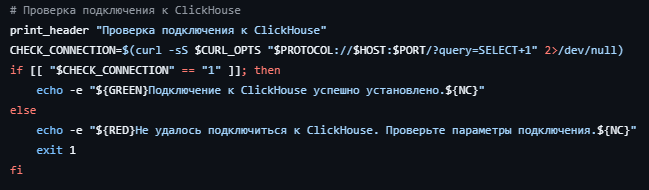 # Проверка подключения к ClickHouse
print_header "Проверка подключения к ClickHouse"
CHECK_CONNECTION=$(curl -sS $CURL_OPTS "$PROTOCOL://$HOST:$PORT/?query=SELECT+1" 2>/dev/null)
if [[ "$CHECK_CONNECTION" == "1" ]]; then
    echo -e "${GREEN}Подключение к ClickHouse успешно установлено.${NC}"
else
    echo -e "${RED}Не удалось подключиться к ClickHouse. Проверьте параметры подключения.${NC}"
    exit 1
fi